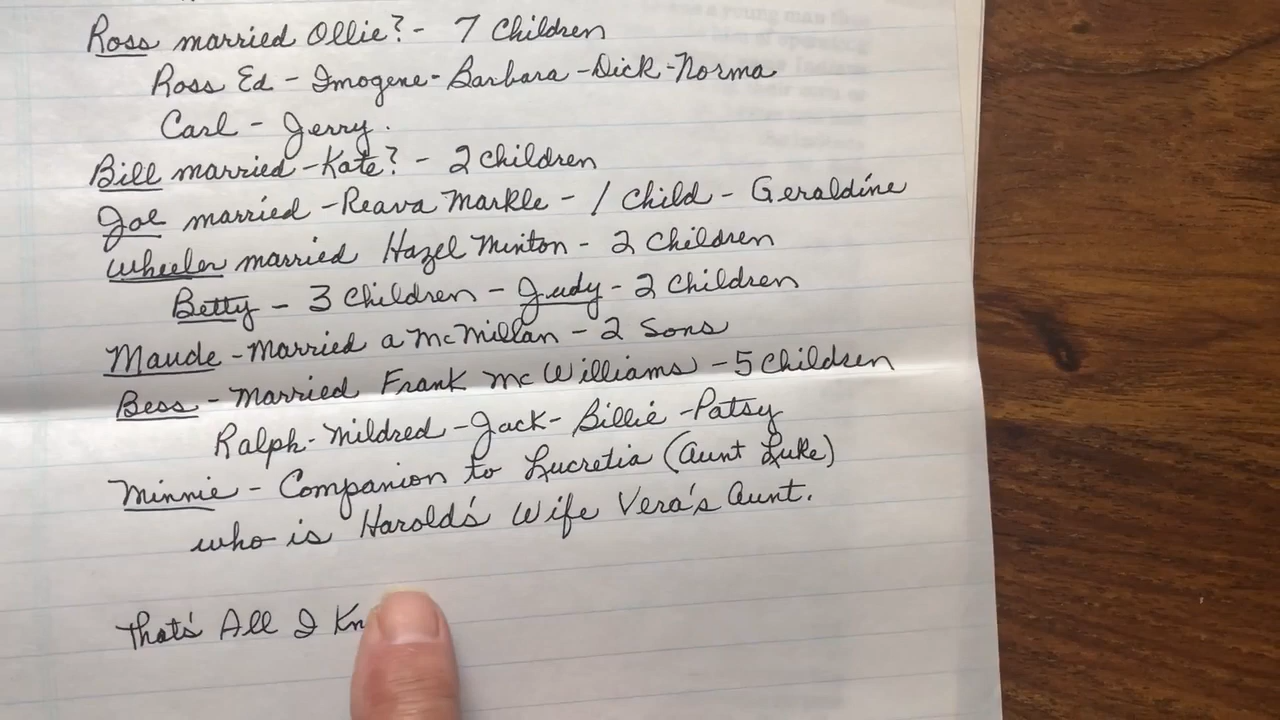 Ross married Ollie? - 7 Children
Ross Ed - Imogene - Barbara - Dick - Norma
Carl - Jerry.
Bill married - Kate? - 2 Children
Joe married - Reava Markle - 1 Child - Geraldine
Wheeler married Hazel Minton - 2 Children
Betty - 3 Children - Judy - 2 Children
Maude - Married a McMillan - 2 Sons
Bess - Married Frank McWilliams - 5 Children
Ralph - Mildred - Jack - Billie - Patsy
Minnie - Companion to Lucretia (Aunt Luke)
who is Harold's Wife Vera's Aunt.
That's All I Kn